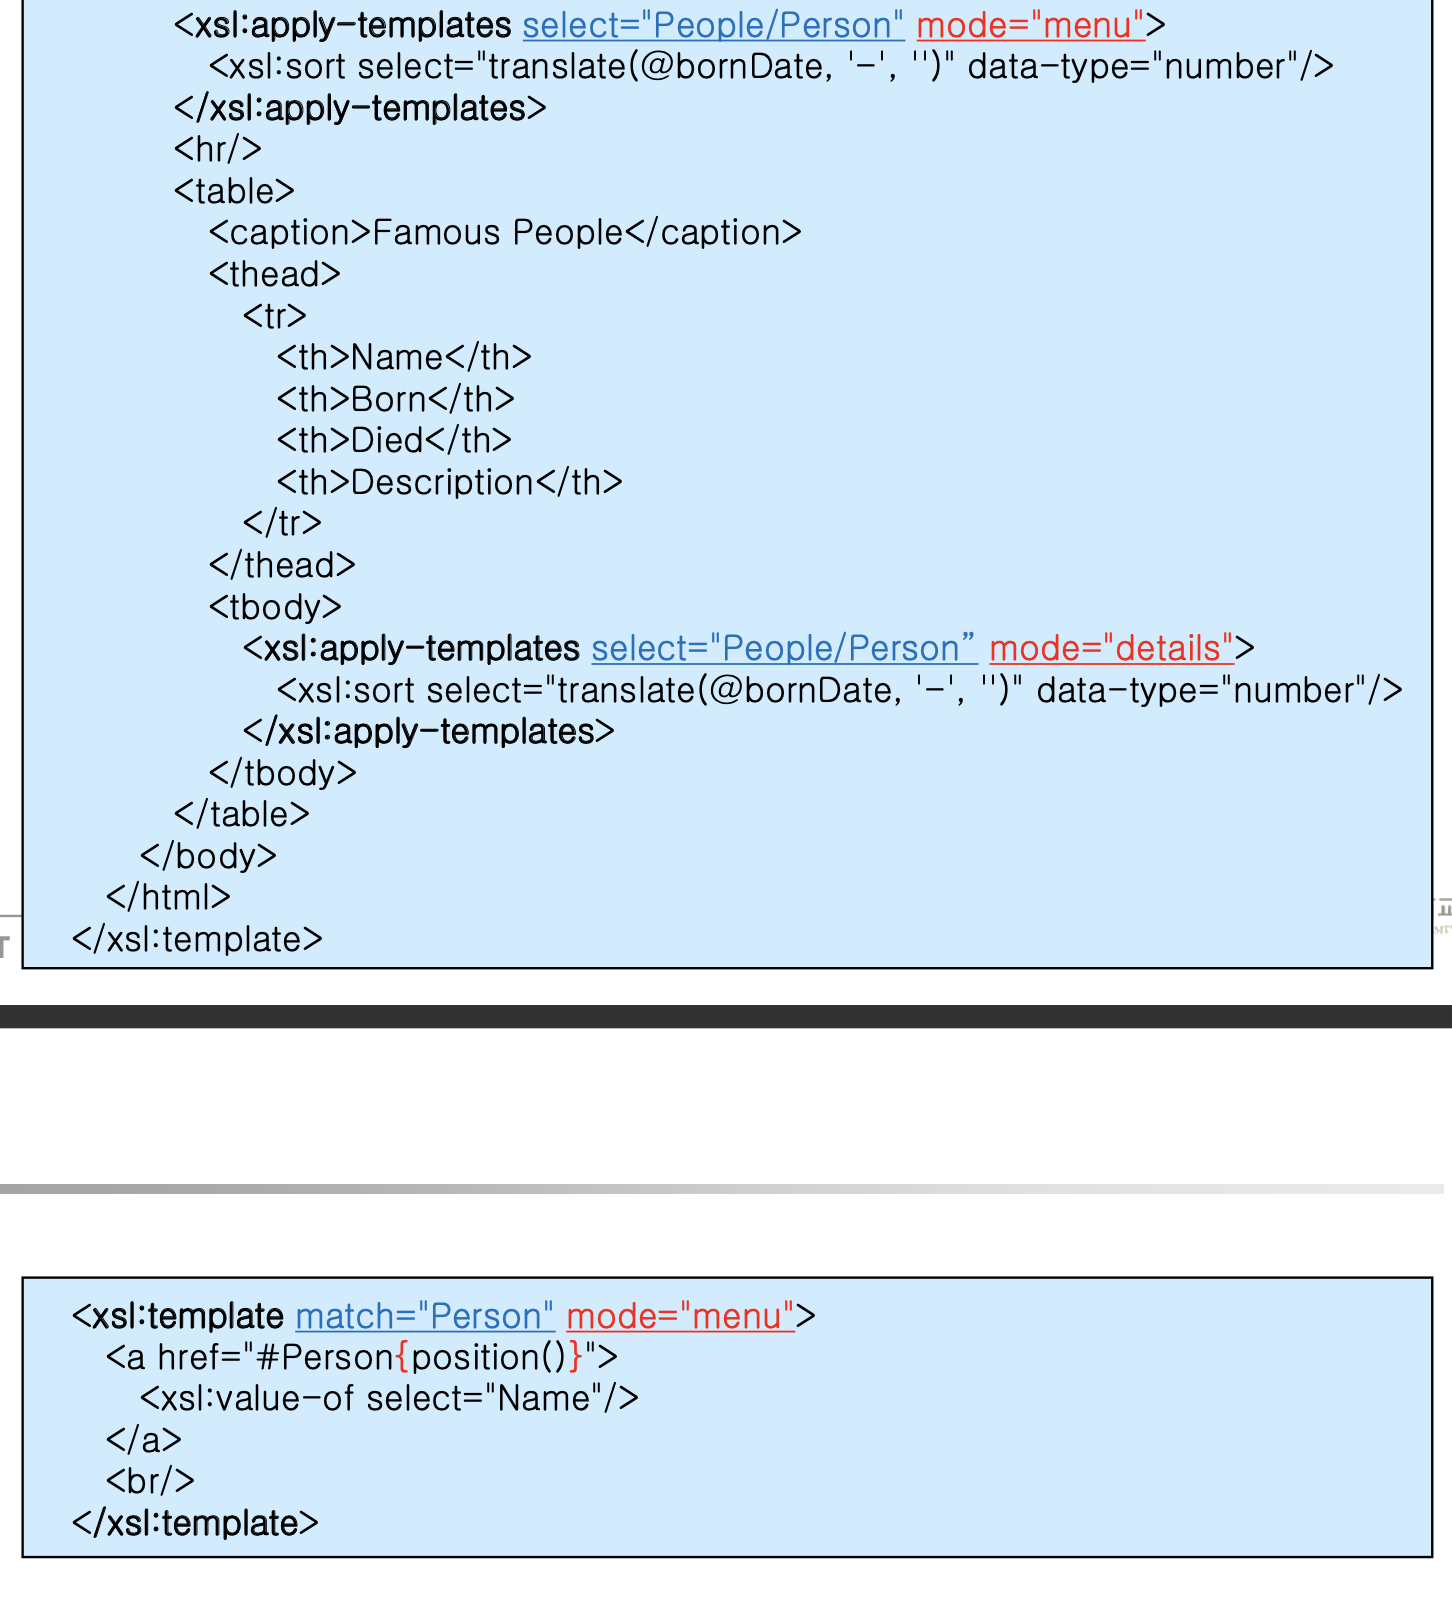 <xsl:apply-templates select="People/Person" mode="menu">
<xsl:sort select="translate(@bornDate, '-', '')" data-type="number"/>
</xsl:apply-templates>
<hr/>
<table>
<caption>Famous People</caption>
<thead>
<tr>
<th>Name</th>
<th>Born</th>
<th>Died</th>
<th>Description</th>
</tr>
</thead>
<tbody>
<xsl:apply-templates select="People/Person” mode="details">
<xsl:sort select="translate(@bornDate, '-', '')" data-type="number"/>
</xsl:apply-templates>
</tbody>
</table>
</body>
</html>
</xsl:template>
<xsl:template match="Person" mode="menu">
<a href="#Person{position()}">
<xsl:value-of select="Name"/>
</a>
<br/>
</xsl:template>